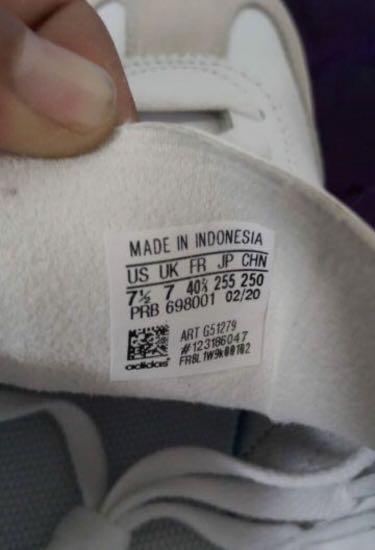 MADE IN INDONESIA
US UK FR JP CHN
7½ 7 40⅔ 255 250
PRB 698001 02/20
ART G51279
#123186047
adidas